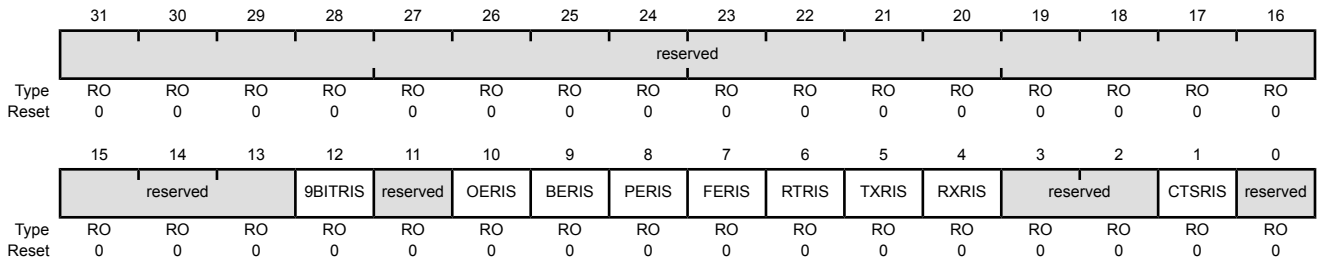 31 30 29 28 27 26 25 24 23 22 21 20 19 18 17 16
reserved
Type RO RO RO RO RO RO RO RO RO RO RO RO RO RO RO RO
Reset 0 0 0 0 0 0 0 0 0 0 0 0 0 0 0 0
15 14 13 12 11 10 9 8 7 6 5 4 3 2 1 0
reserved 9BITRIS reserved OERIS BERIS PERIS FERIS RTRIS TXRIS RXRIS reserved CTSRIS reserved
Type RO RO RO RO RO RO RO RO RO RO RO RO RO RO RO RO
Reset 0 0 0 0 0 0 0 0 0 0 0 0 0 0 0 0